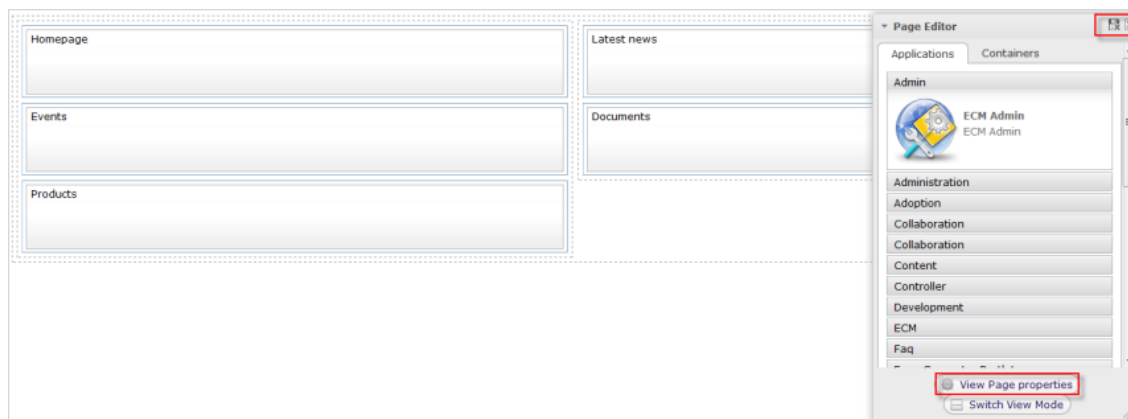 Homepage
Latest news
Events
Documents
Products
Page Editor
Applications Containers
Admin
ECM Admin
ECM Admin
Administration
Adoption
Collaboration
Collaboration
Content
Controller
Development
ECM
Faq
View Page properties
Switch View Mode